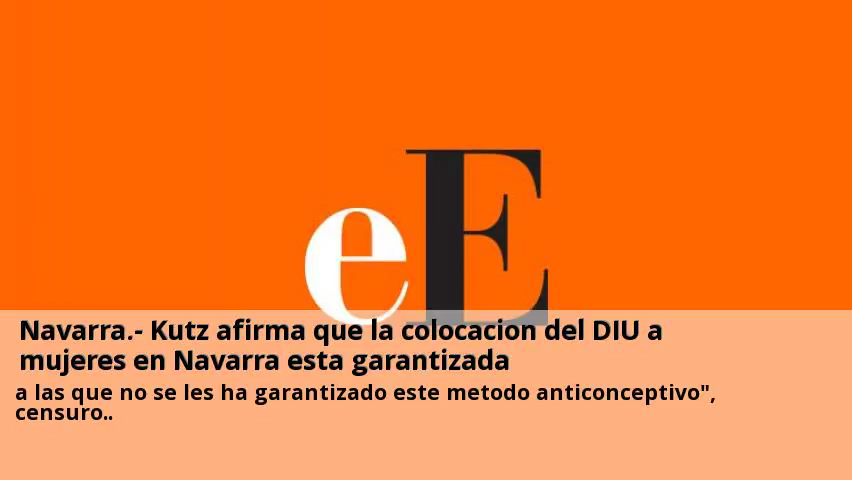 eE
Navarra.- Kutz afirma que la colocacion del DIU a
mujeres en Navarra esta garantizada
a las que no se les ha garantizado este metodo anticonceptivo",
censuro..